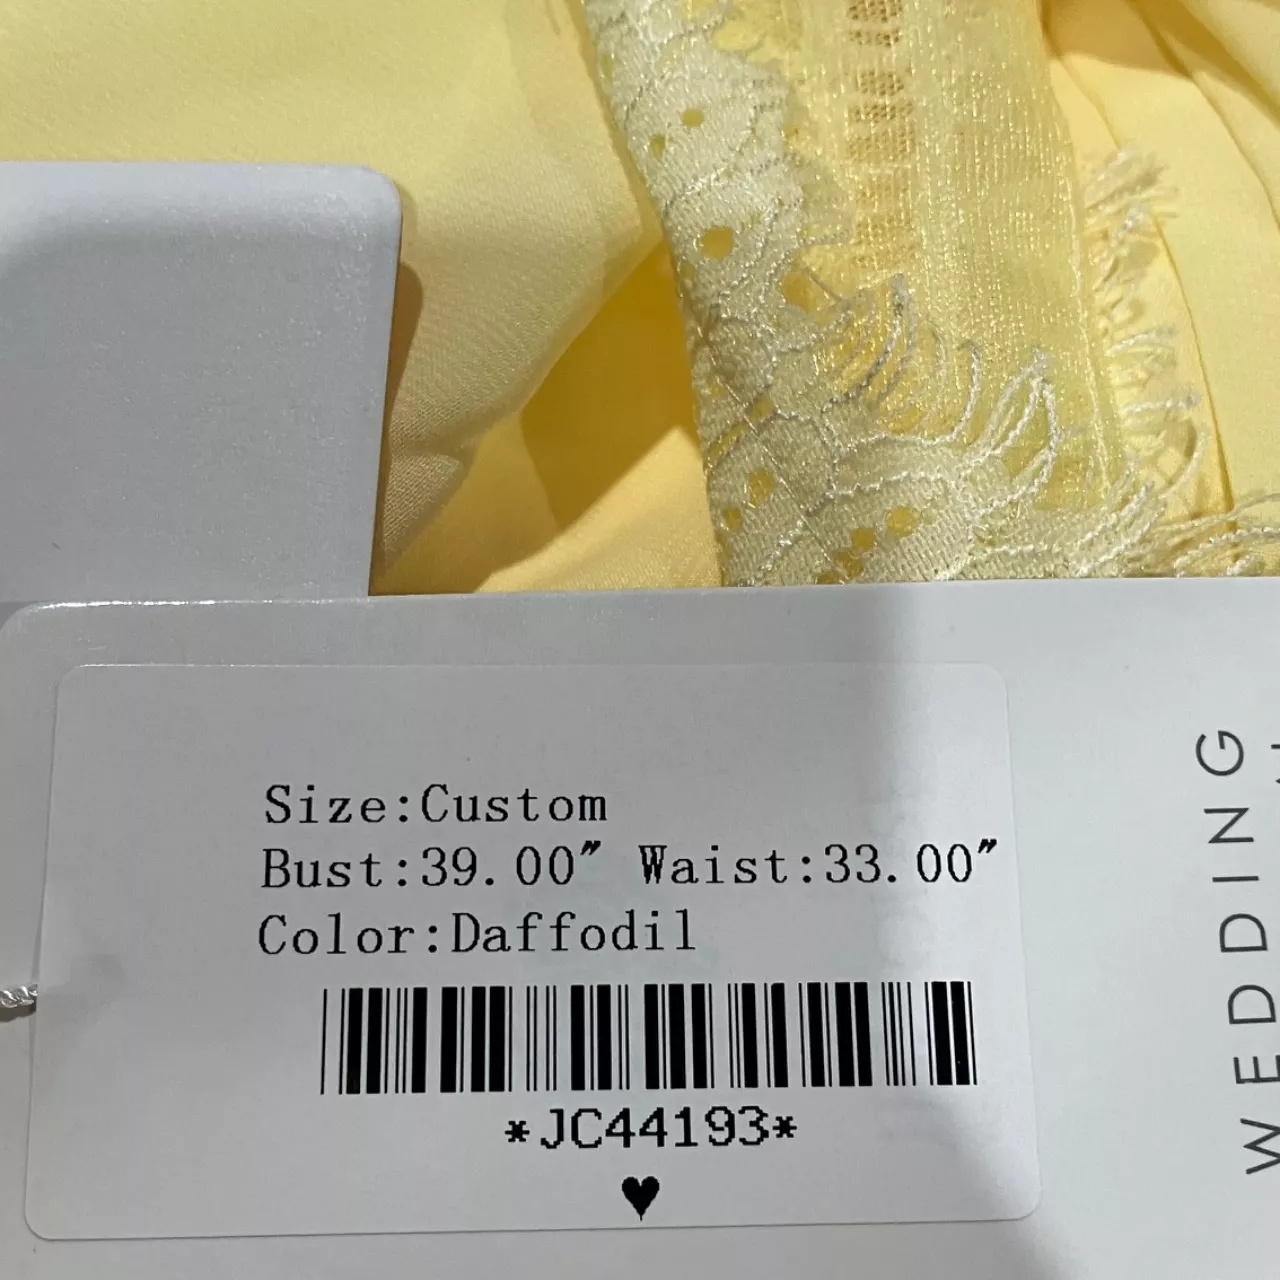 Size:Custom
Bust:39.00" Waist:33.00"
Color:Daffodil
*JC44193*
♥
WEDDING